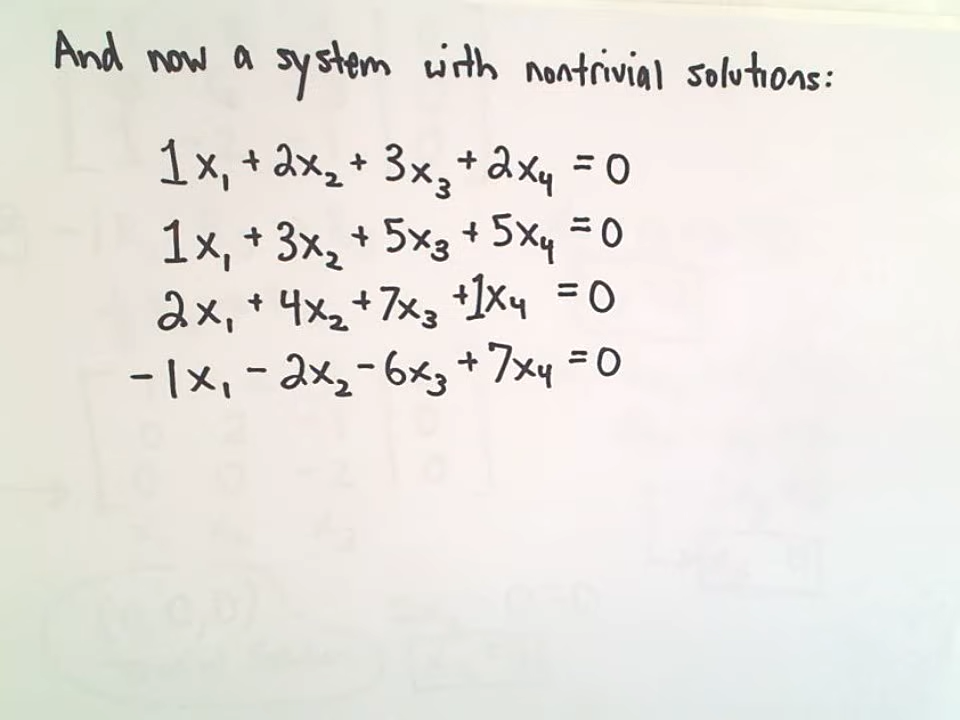 And now a system with nontrivial solutions:
1x₁ + 2x₂ + 3x₃ + 2x₄ = 0
1x₁ + 3x₂ + 5x₃ + 5x₄ = 0
2x₁ + 4x₂ + 7x₃ + 1x₄ = 0
-1x₁ - 2x₂ - 6x₃ + 7x₄ = 0